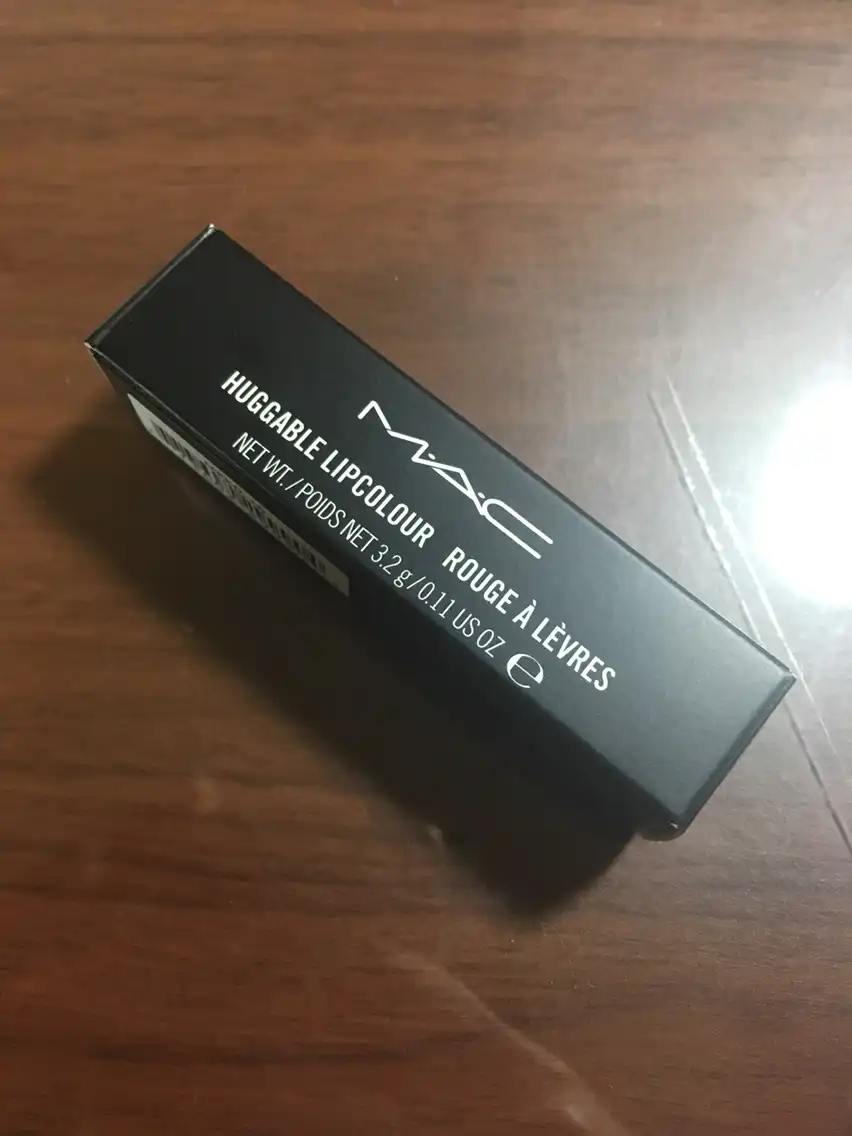 M·A·C
HUGGABLE LIPCOLOUR ROUGE À LÈVRES
NET WT. / POIDS NET 3.2 g / 0.11 US OZ ℮